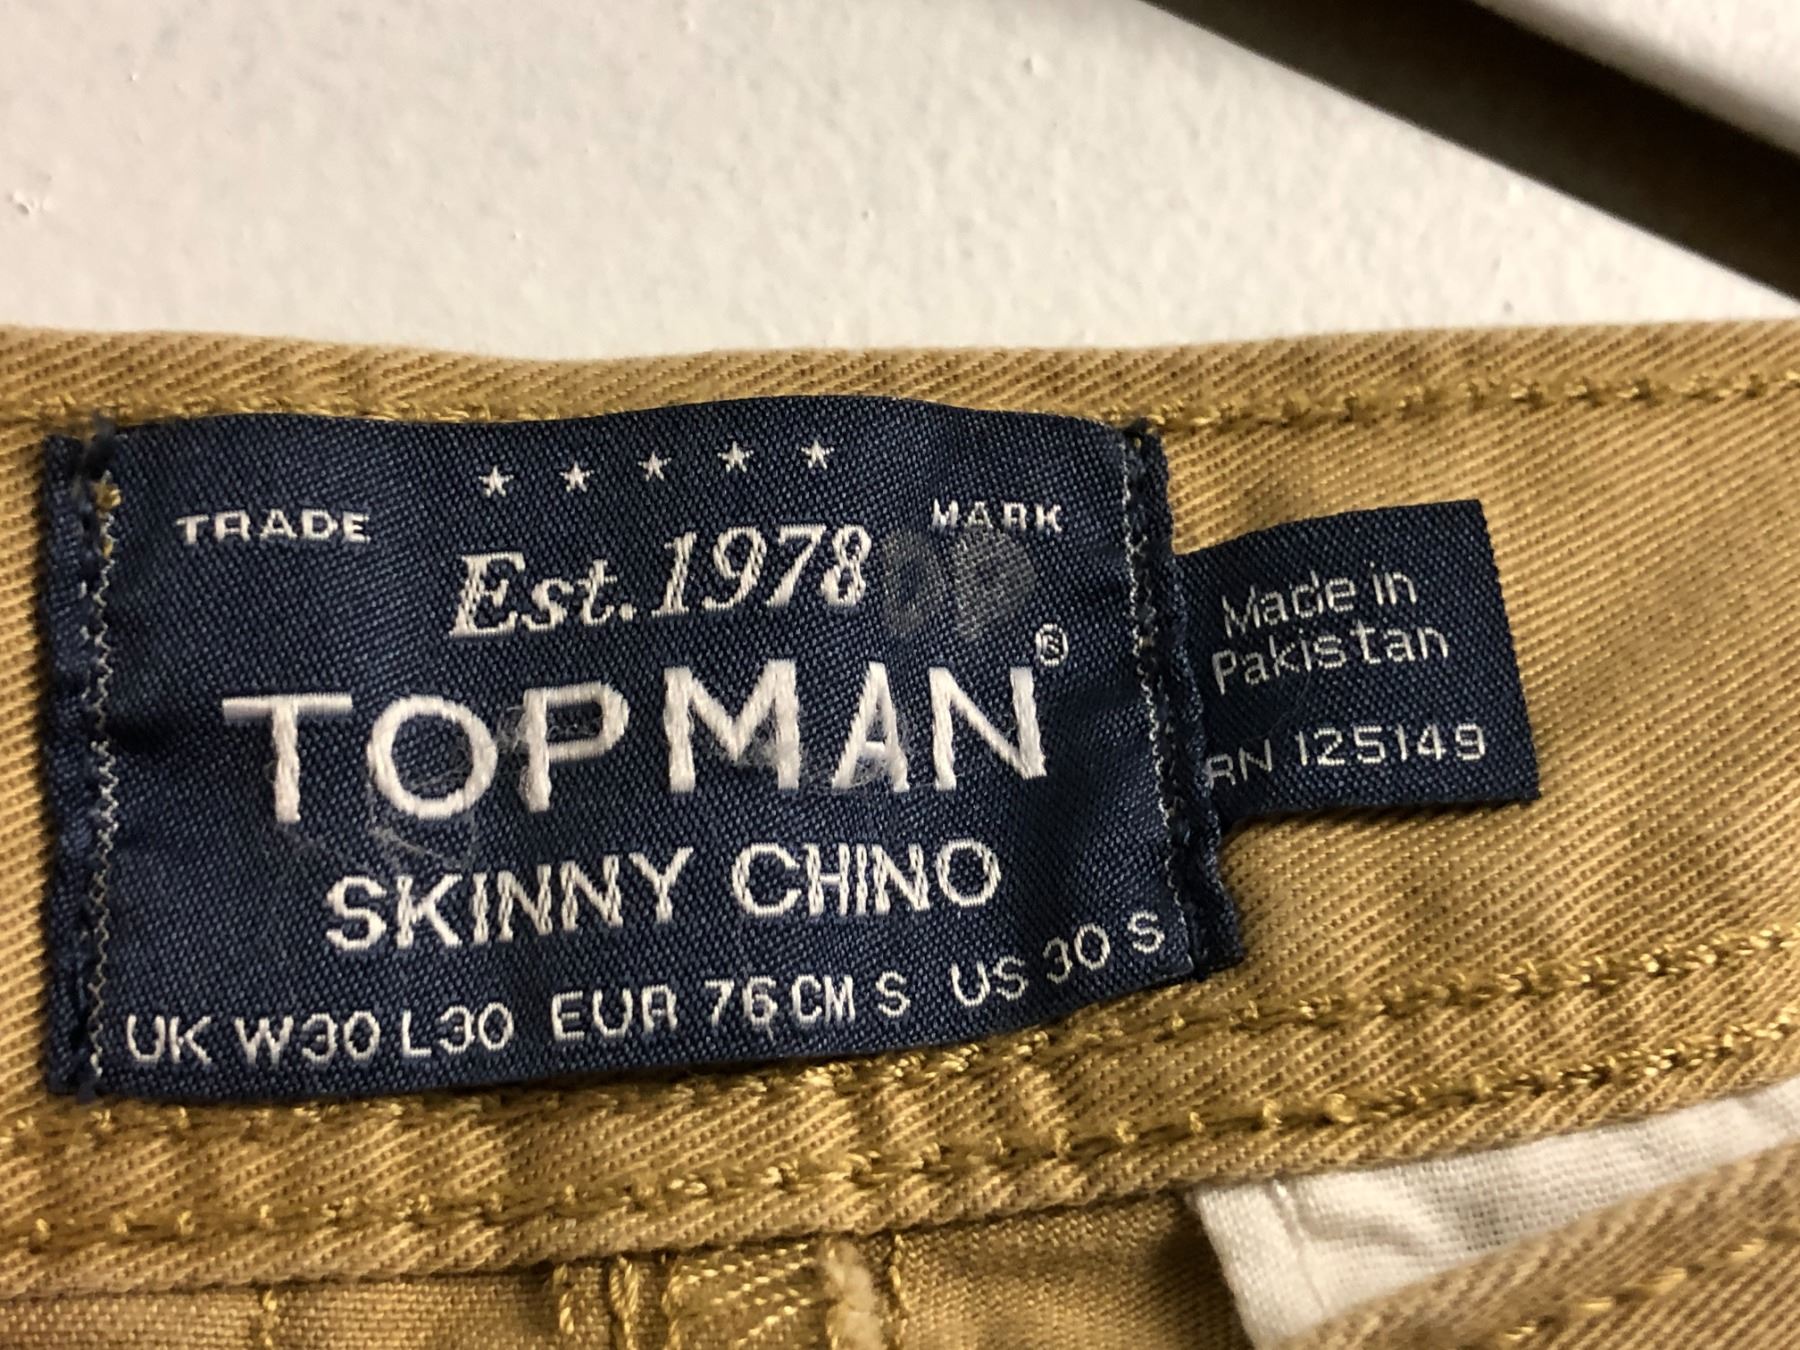 TRADE MARK
Est. 1978
TOPMAN®
SKINNY CHINO
UK W30 L30 EUR 76 CM S US 30 S
Made in
Pakistan
RN 125149